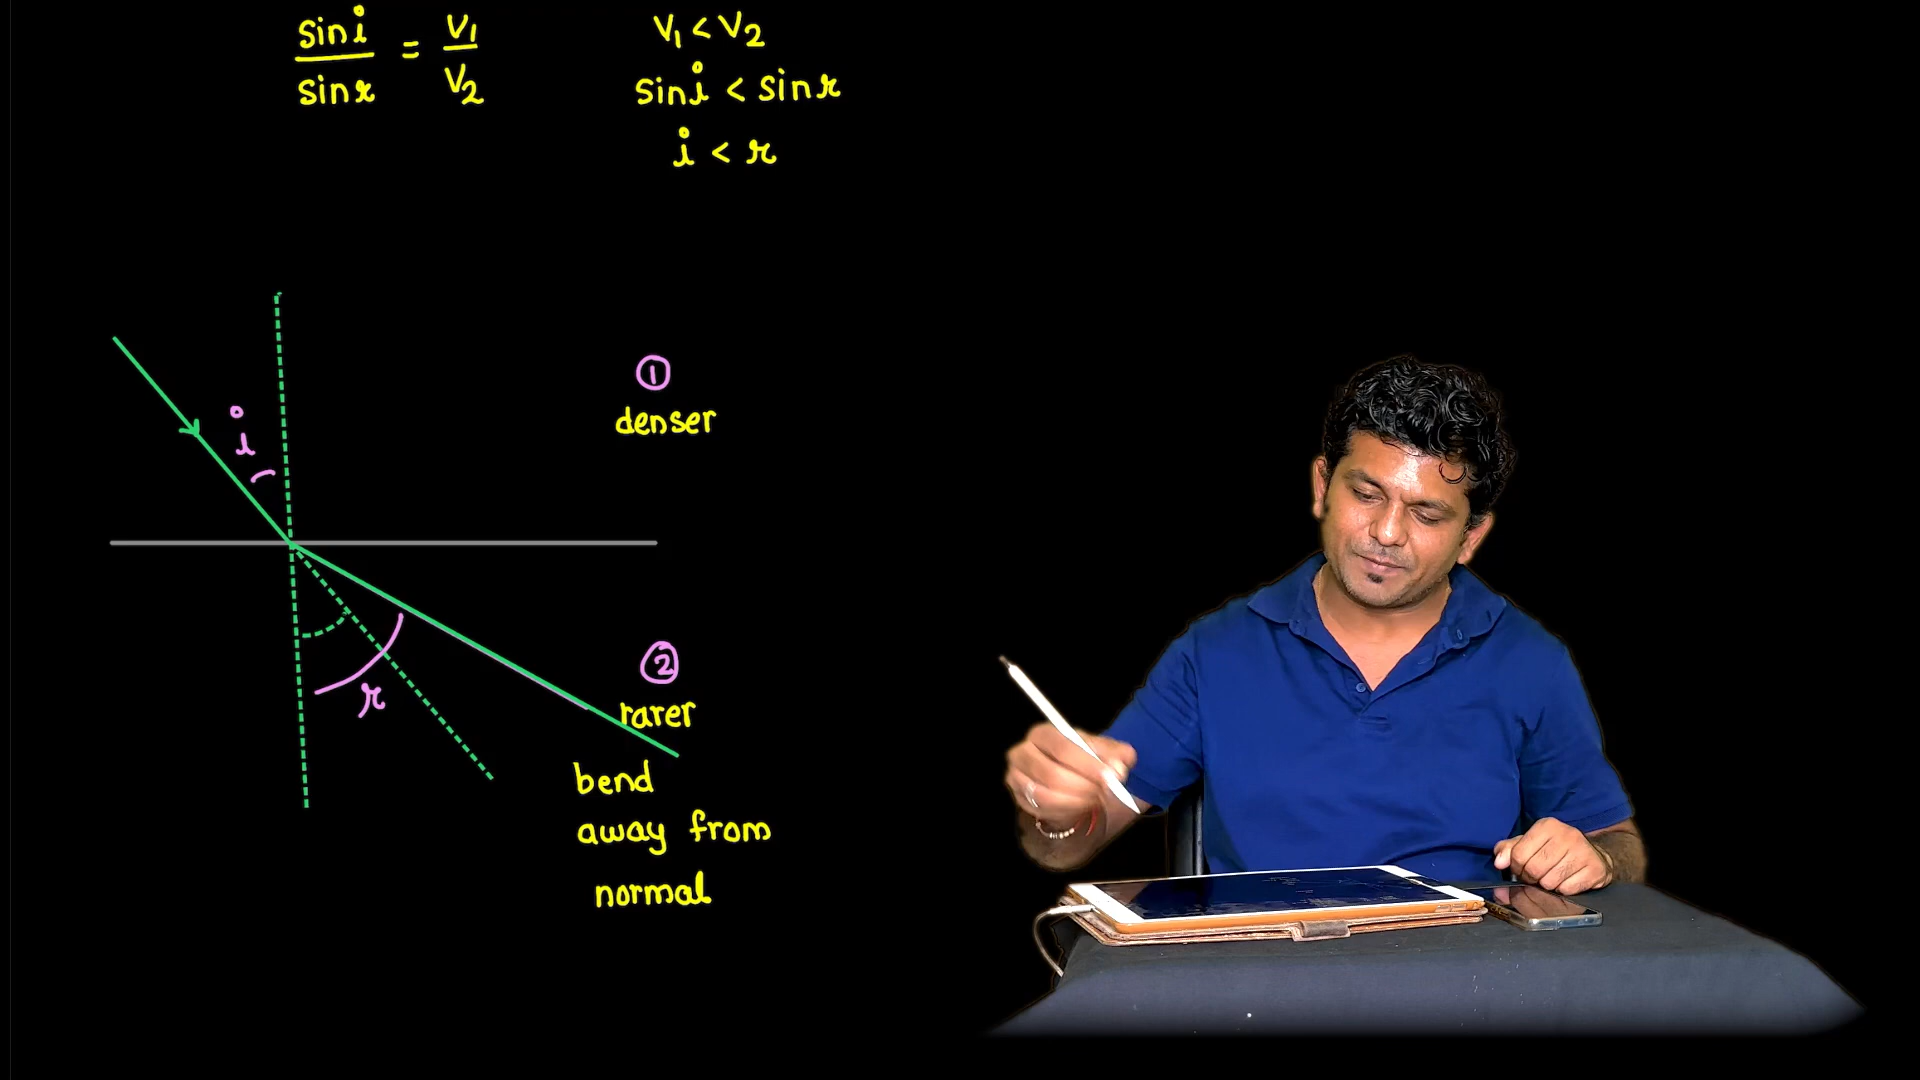 sin i / sin r = V1 / V2
V1 < V2
sin i < sin r
i < r
i
1
denser
r
2
rarer
bend
away from
normal